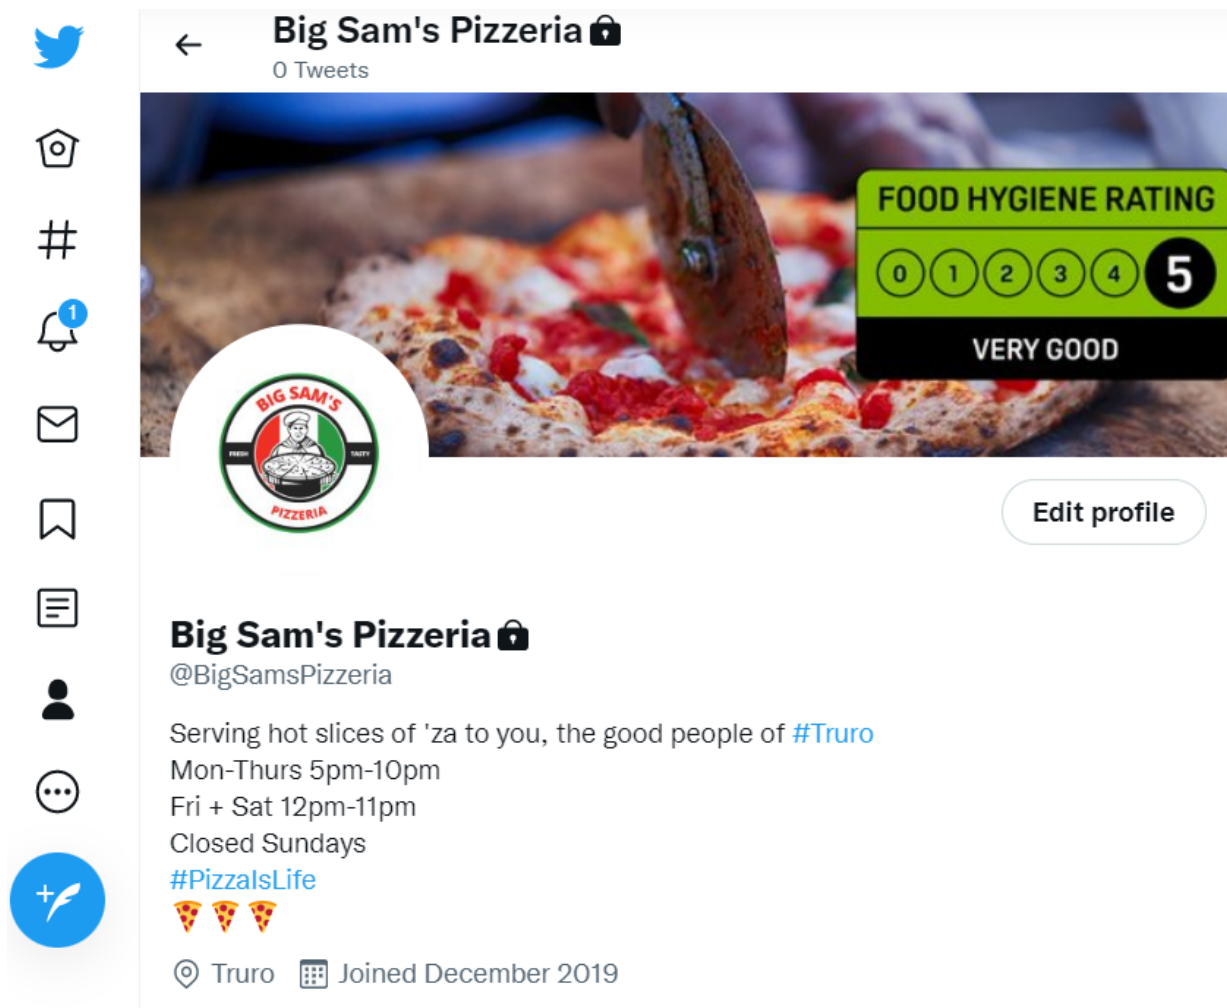 Big Sam's Pizzeria
0 Tweets
FOOD HYGIENE RATING
0 1 2 3 4 5
VERY GOOD
1
BIG SAM'S
FRESH TASTY
PIZZERIA
Edit profile
Big Sam's Pizzeria
@BigSamsPizzeria
Serving hot slices of 'za to you, the good people of #Truro
Mon-Thurs 5pm-10pm
Fri + Sat 12pm-11pm
Closed Sundays
#PizzaIsLife
Truro Joined December 2019